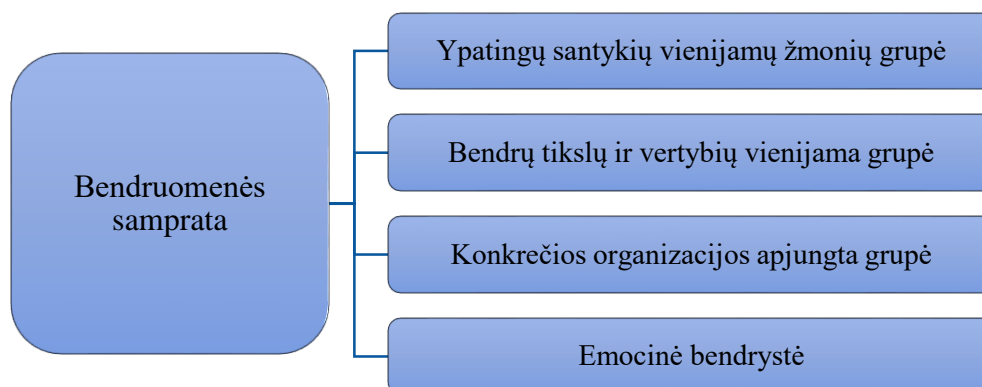 Bendruomenės
samprata
Ypatingų santykių vienijamų žmonių grupė
Bendrų tikslų ir vertybių vienijama grupė
Konkrečios organizacijos apjungta grupė
Emocinė bendrystė